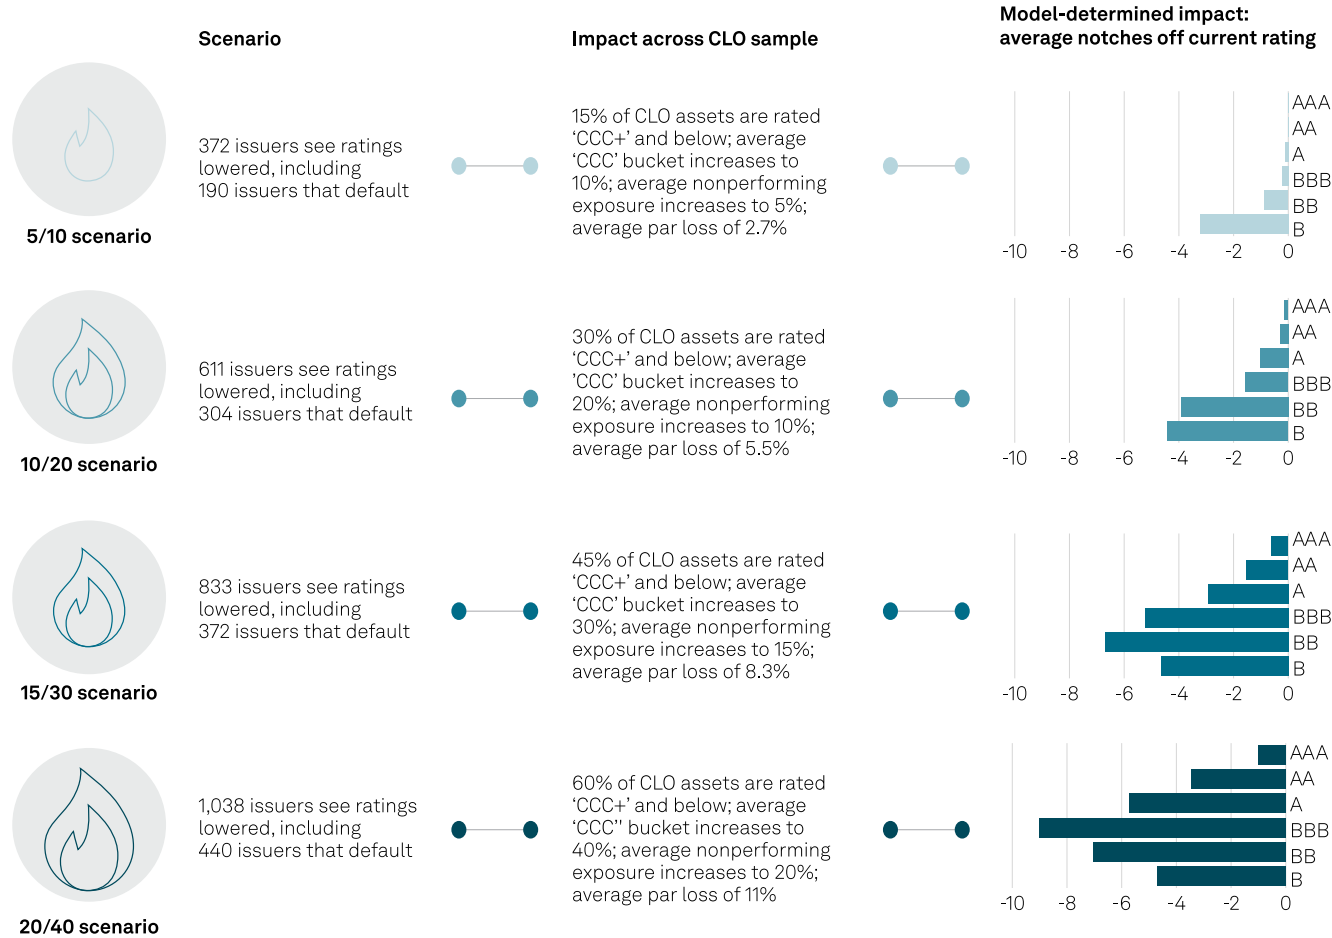 Scenario
Impact across CLO sample
Model-determined impact:
average notches off current rating
5/10 scenario
372 issuers see ratings
lowered, including
190 issuers that default
15% of CLO assets are rated
‘CCC+’ and below; average
‘CCC’ bucket increases to
10%; average nonperforming
exposure increases to 5%;
average par loss of 2.7%
AAA
AA
A
BBB
BB
B
-10 -8 -6 -4 -2 0
10/20 scenario
611 issuers see ratings
lowered, including
304 issuers that default
30% of CLO assets are rated
‘CCC+’ and below; average
’CCC’ bucket increases to
20%; average nonperforming
exposure increases to 10%;
average par loss of 5.5%
AAA
AA
A
BBB
BB
B
-10 -8 -6 -4 -2 0
15/30 scenario
833 issuers see ratings
lowered, including
372 issuers that default
45% of CLO assets are rated
‘CCC+’ and below; average
‘CCC’ bucket increases to
30%; average nonperforming
exposure increases to 15%;
average par loss of 8.3%
AAA
AA
A
BBB
BB
B
-10 -8 -6 -4 -2 0
20/40 scenario
1,038 issuers see ratings
lowered, including
440 issuers that default
60% of CLO assets are rated
‘CCC+’ and below; average
‘CCC’’ bucket increases to
40%; average nonperforming
exposure increases to 20%;
average par loss of 11%
AAA
AA
A
BBB
BB
B
-10 -8 -6 -4 -2 0